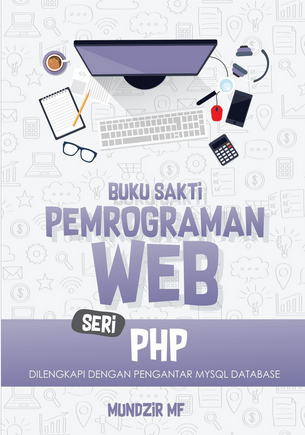 BUKU SAKTI
PEMROGRAMAN
WEB
SERI
PHP
DILENGKAPI DENGAN PENGANTAR MYSQL DATABASE
MUNDZIR MF